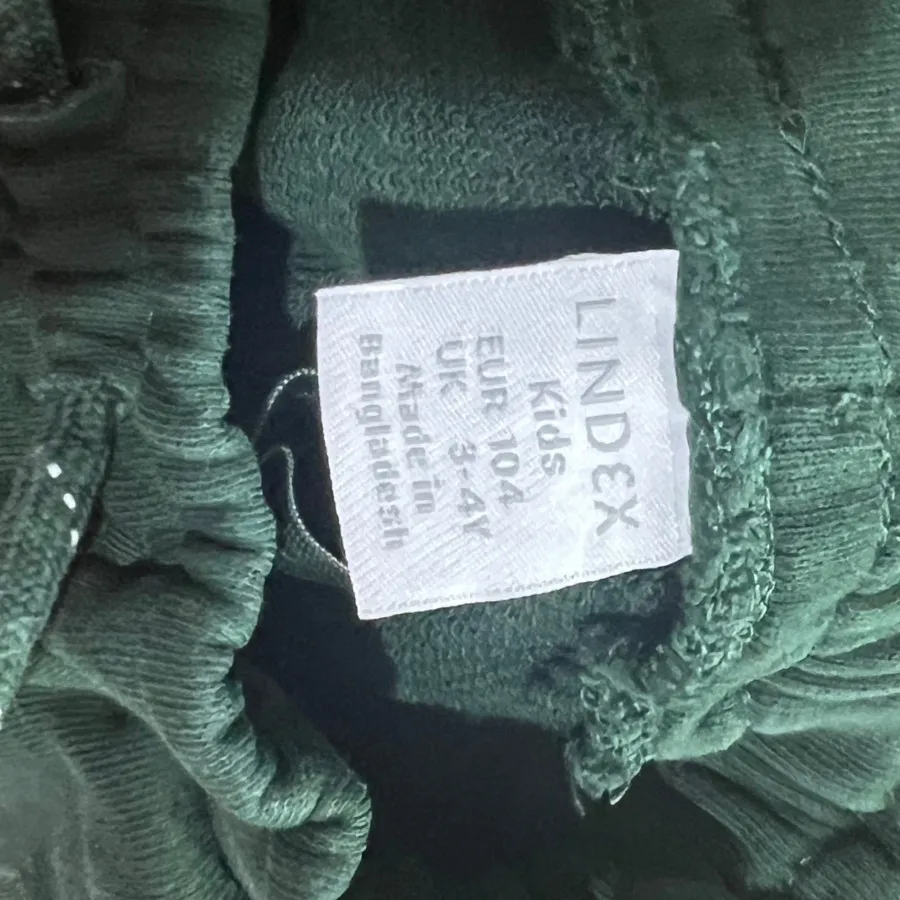 LINDEX
Kids
EUR 104
UK 3-4Y
Made in
Bangladesh